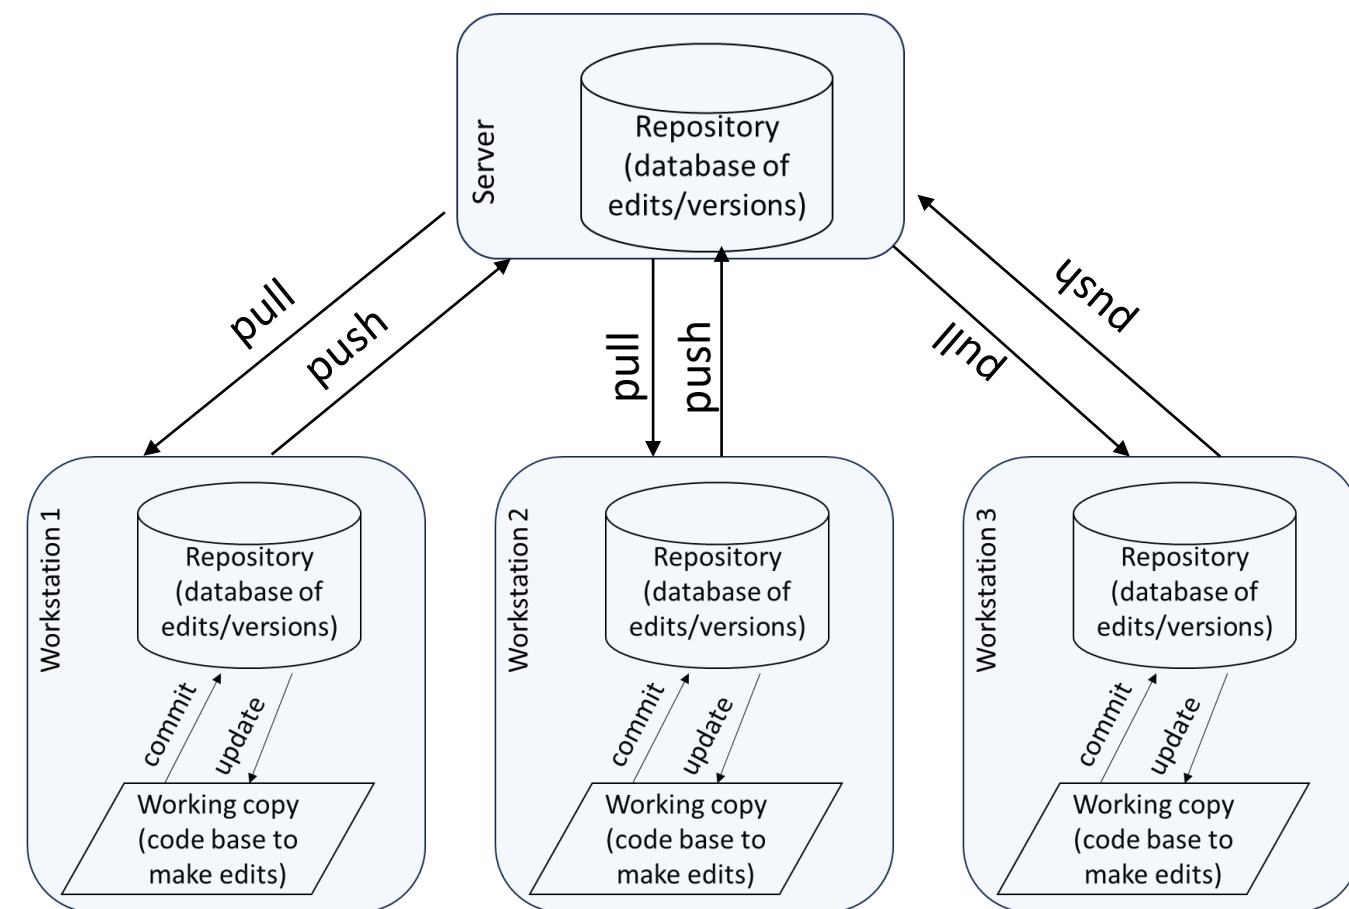 Server
Repository
(database of
edits/versions)
pull
push
pull
push
pull
push
Workstation 1
Repository
(database of
edits/versions)
commit
update
Working copy
(code base to
make edits)
Workstation 2
Repository
(database of
edits/versions)
commit
update
Working copy
(code base to
make edits)
Workstation 3
Repository
(database of
edits/versions)
commit
update
Working copy
(code base to
make edits)